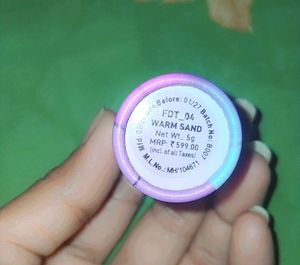 Before: 01/27 Batch No.: B007
FDT_04
WARM SAND
Net Wt. 5g
MRP ₹ 599.00
(incl. of all Taxes)
M.L.No.: MH/104671